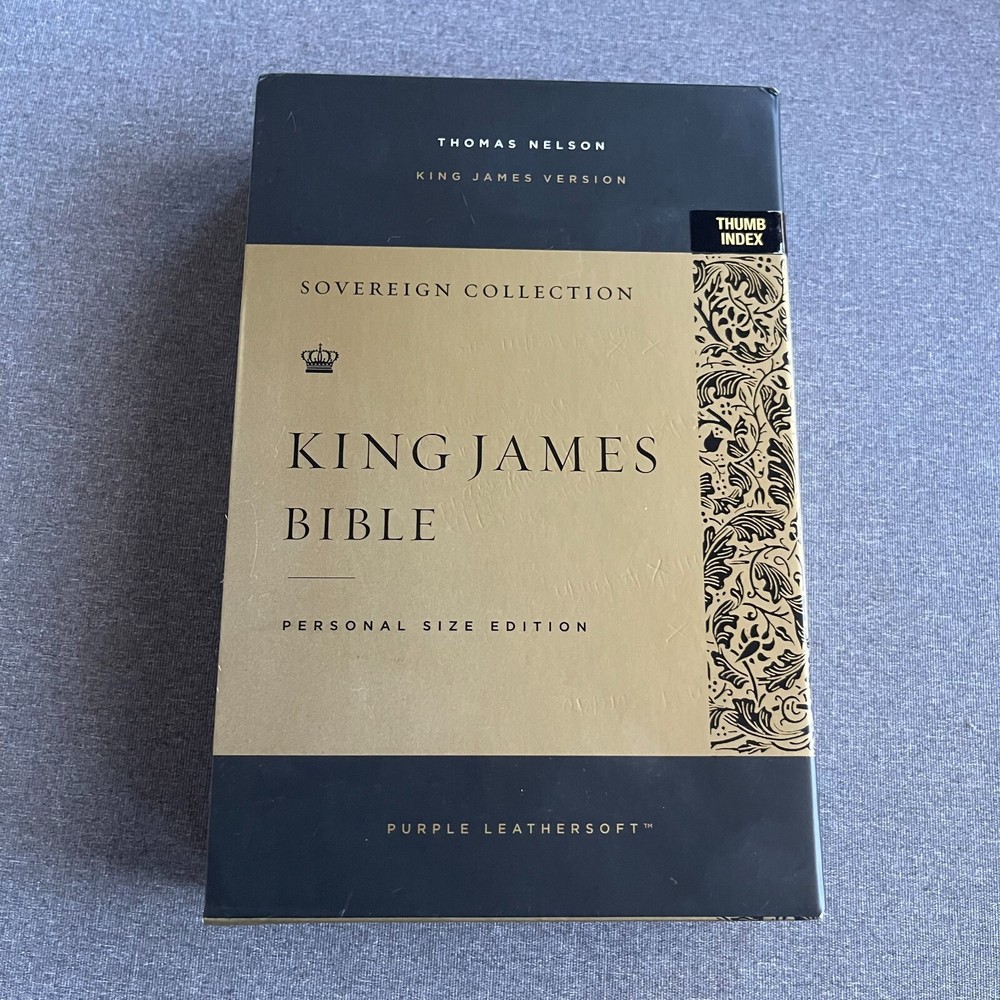 THOMAS NELSON
KING JAMES VERSION
THUMB
INDEX
SOVEREIGN COLLECTION
KING JAMES
BIBLE
PERSONAL SIZE EDITION
PURPLE LEATHERSOFT™